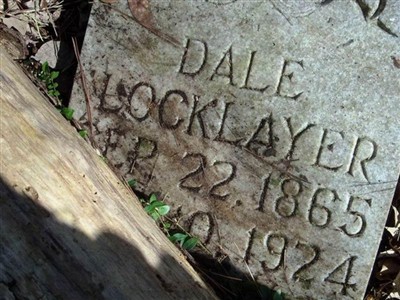 DALE
LOCKLAYER
22, 1865
1924